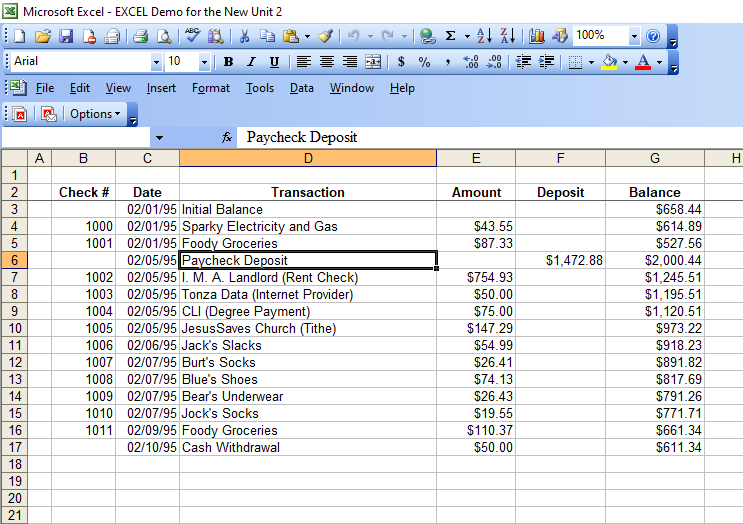 Microsoft Excel - EXCEL Demo for the New Unit 2
ABC Σ A Z Z A 100% ?
Arial 10 B I U $ % , A
File Edit View Insert Format Tools Data Window Help
Options
fx Paycheck Deposit
A B C D E F G H
1
2 Check # Date Transaction Amount Deposit Balance
3 02/01/95 Initial Balance $658.44
4 1000 02/01/95 Sparky Electricity and Gas $43.55 $614.89
5 1001 02/01/95 Foody Groceries $87.33 $527.56
6 02/05/95 Paycheck Deposit $1,472.88 $2,000.44
7 1002 02/05/95 I. M. A. Landlord (Rent Check) $754.93 $1,245.51
8 1003 02/05/95 Tonza Data (Internet Provider) $50.00 $1,195.51
9 1004 02/05/95 CLI (Degree Payment) $75.00 $1,120.51
10 1005 02/05/95 JesusSaves Church (Tithe) $147.29 $973.22
11 1006 02/06/95 Jack's Slacks $54.99 $918.23
12 1007 02/07/95 Burt's Socks $26.41 $891.82
13 1008 02/07/95 Blue's Shoes $74.13 $817.69
14 1009 02/07/95 Bear's Underwear $26.43 $791.26
15 1010 02/07/95 Jock's Socks $19.55 $771.71
16 1011 02/09/95 Foody Groceries $110.37 $661.34
17 02/10/95 Cash Withdrawal $50.00 $611.34
18
19
20
21